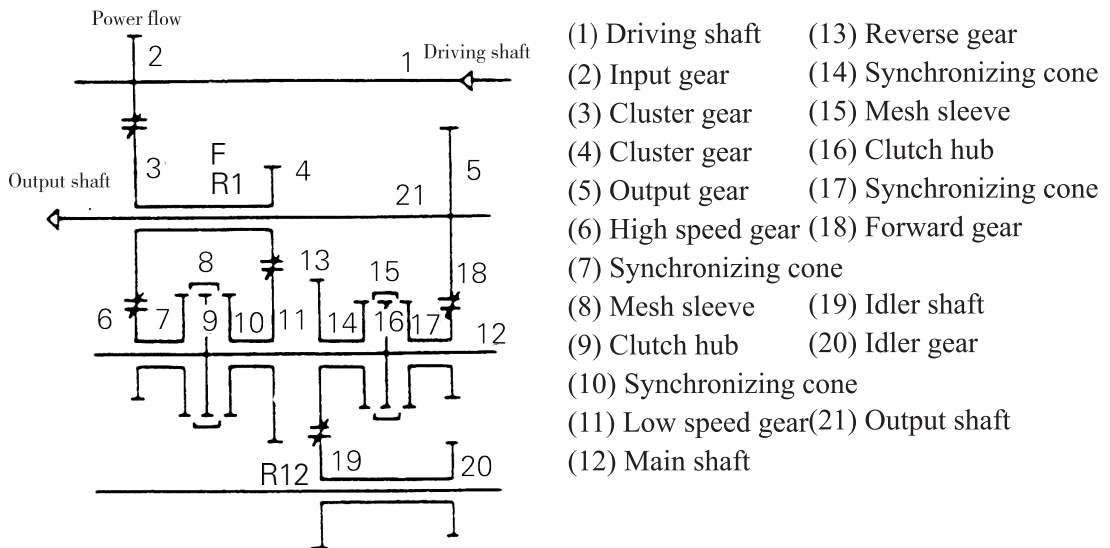 Power flow
2
1
Driving shaft
3
F
R1
4
5
Output shaft
21
8
13
15
18
6
7
9
10
11
14
16
17
12
R12
19
20
(1) Driving shaft
(2) Input gear
(3) Cluster gear
(4) Cluster gear
(5) Output gear
(6) High speed gear
(7) Synchronizing cone
(8) Mesh sleeve
(9) Clutch hub
(10) Synchronizing cone
(11) Low speed gear
(12) Main shaft
(13) Reverse gear
(14) Synchronizing cone
(15) Mesh sleeve
(16) Clutch hub
(17) Synchronizing cone
(18) Forward gear
(19) Idler shaft
(20) Idler gear
(21) Output shaft